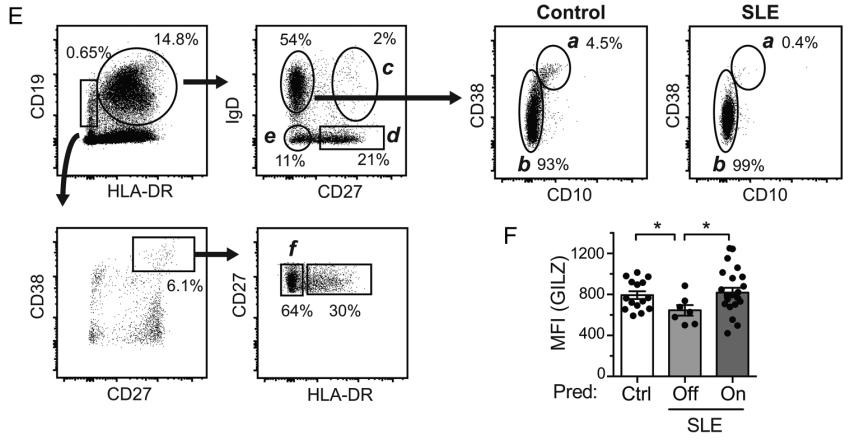 E
Control
SLE
0.65%
14.8%
CD19
HLA-DR
54%
2%
c
IgD
e
d
11%
21%
CD27
a 4.5%
CD38
b 93%
CD10
a 0.4%
CD38
b 99%
CD10
CD38
6.1%
CD27
f
CD27
64%
30%
HLA-DR
F
* *
MFI (GILZ)
1200
800
400
0
Pred: Ctrl Off On
SLE